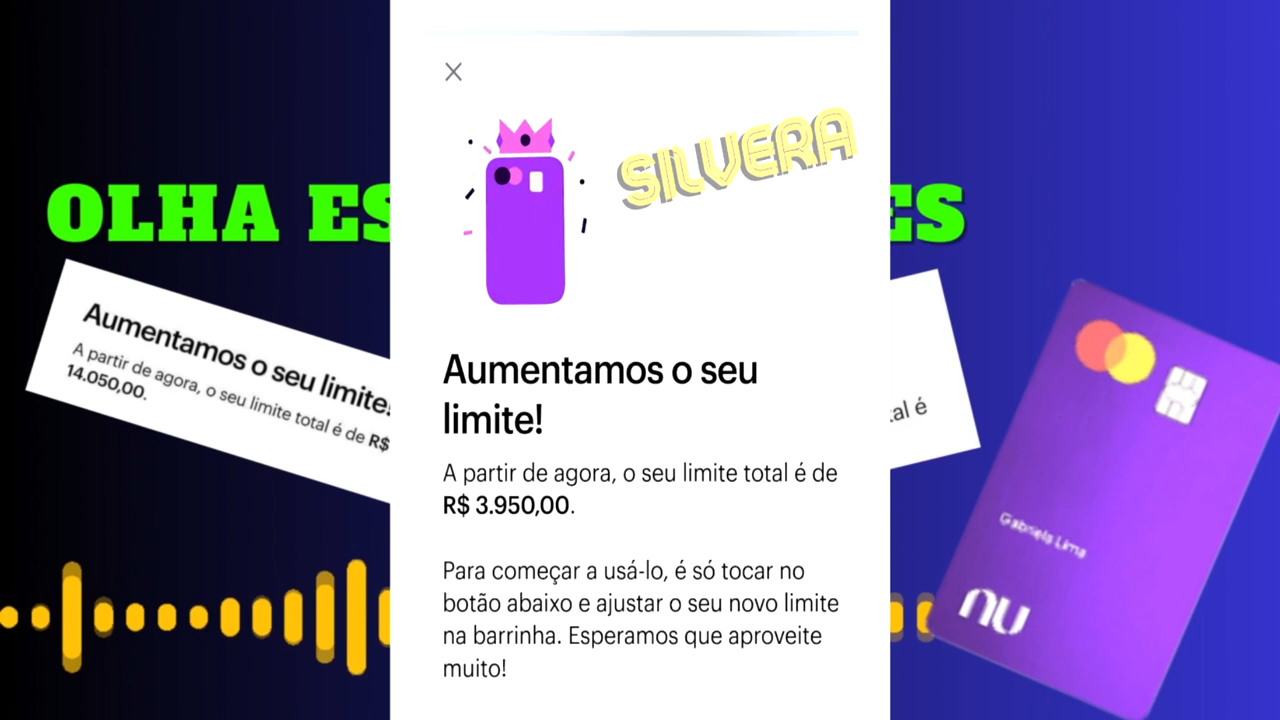 SILVERA
OLHA ES
ES
Aumentamos o seu limite!
A partir de agora, o seu limite total é de R$
14.050,00.
Aumentamos o seu
limite!
A partir de agora, o seu limite total é de
R$ 3.950,00.
Para começar a usá-lo, é só tocar no
botão abaixo e ajustar o seu novo limite
na barrinha. Esperamos que aproveite
muito!
tal é
Gabriela Lima
nu